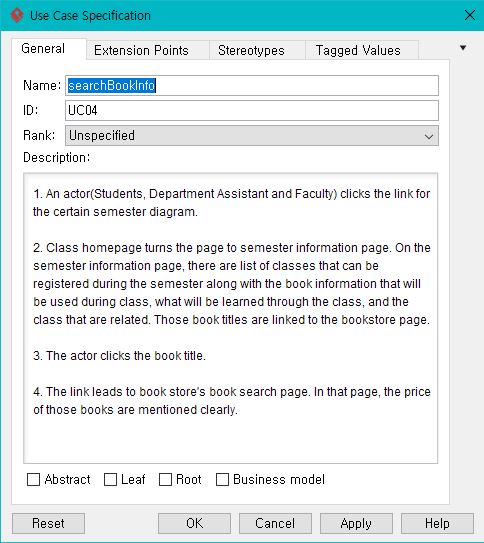 Use Case Specification
General
Extension Points
Stereotypes
Tagged Values
Name: searchBookInfo
ID: UC04
Rank: Unspecified
Description:
1. An actor(Students, Department Assistant and Faculty) clicks the link for
the certain semester diagram.
2. Class homepage turns the page to semester information page. On the
semester information page, there are list of classes that can be
registered during the semester along with the book information that will
be used during class, what will be learned through the class, and the
class that are related. Those book titles are linked to the bookstore page.
3. The actor clicks the book title.
4. The link leads to book store's book search page. In that page, the price
of those books are mentioned clearly.
Abstract
Leaf
Root
Business model
Reset
OK
Cancel
Apply
Help